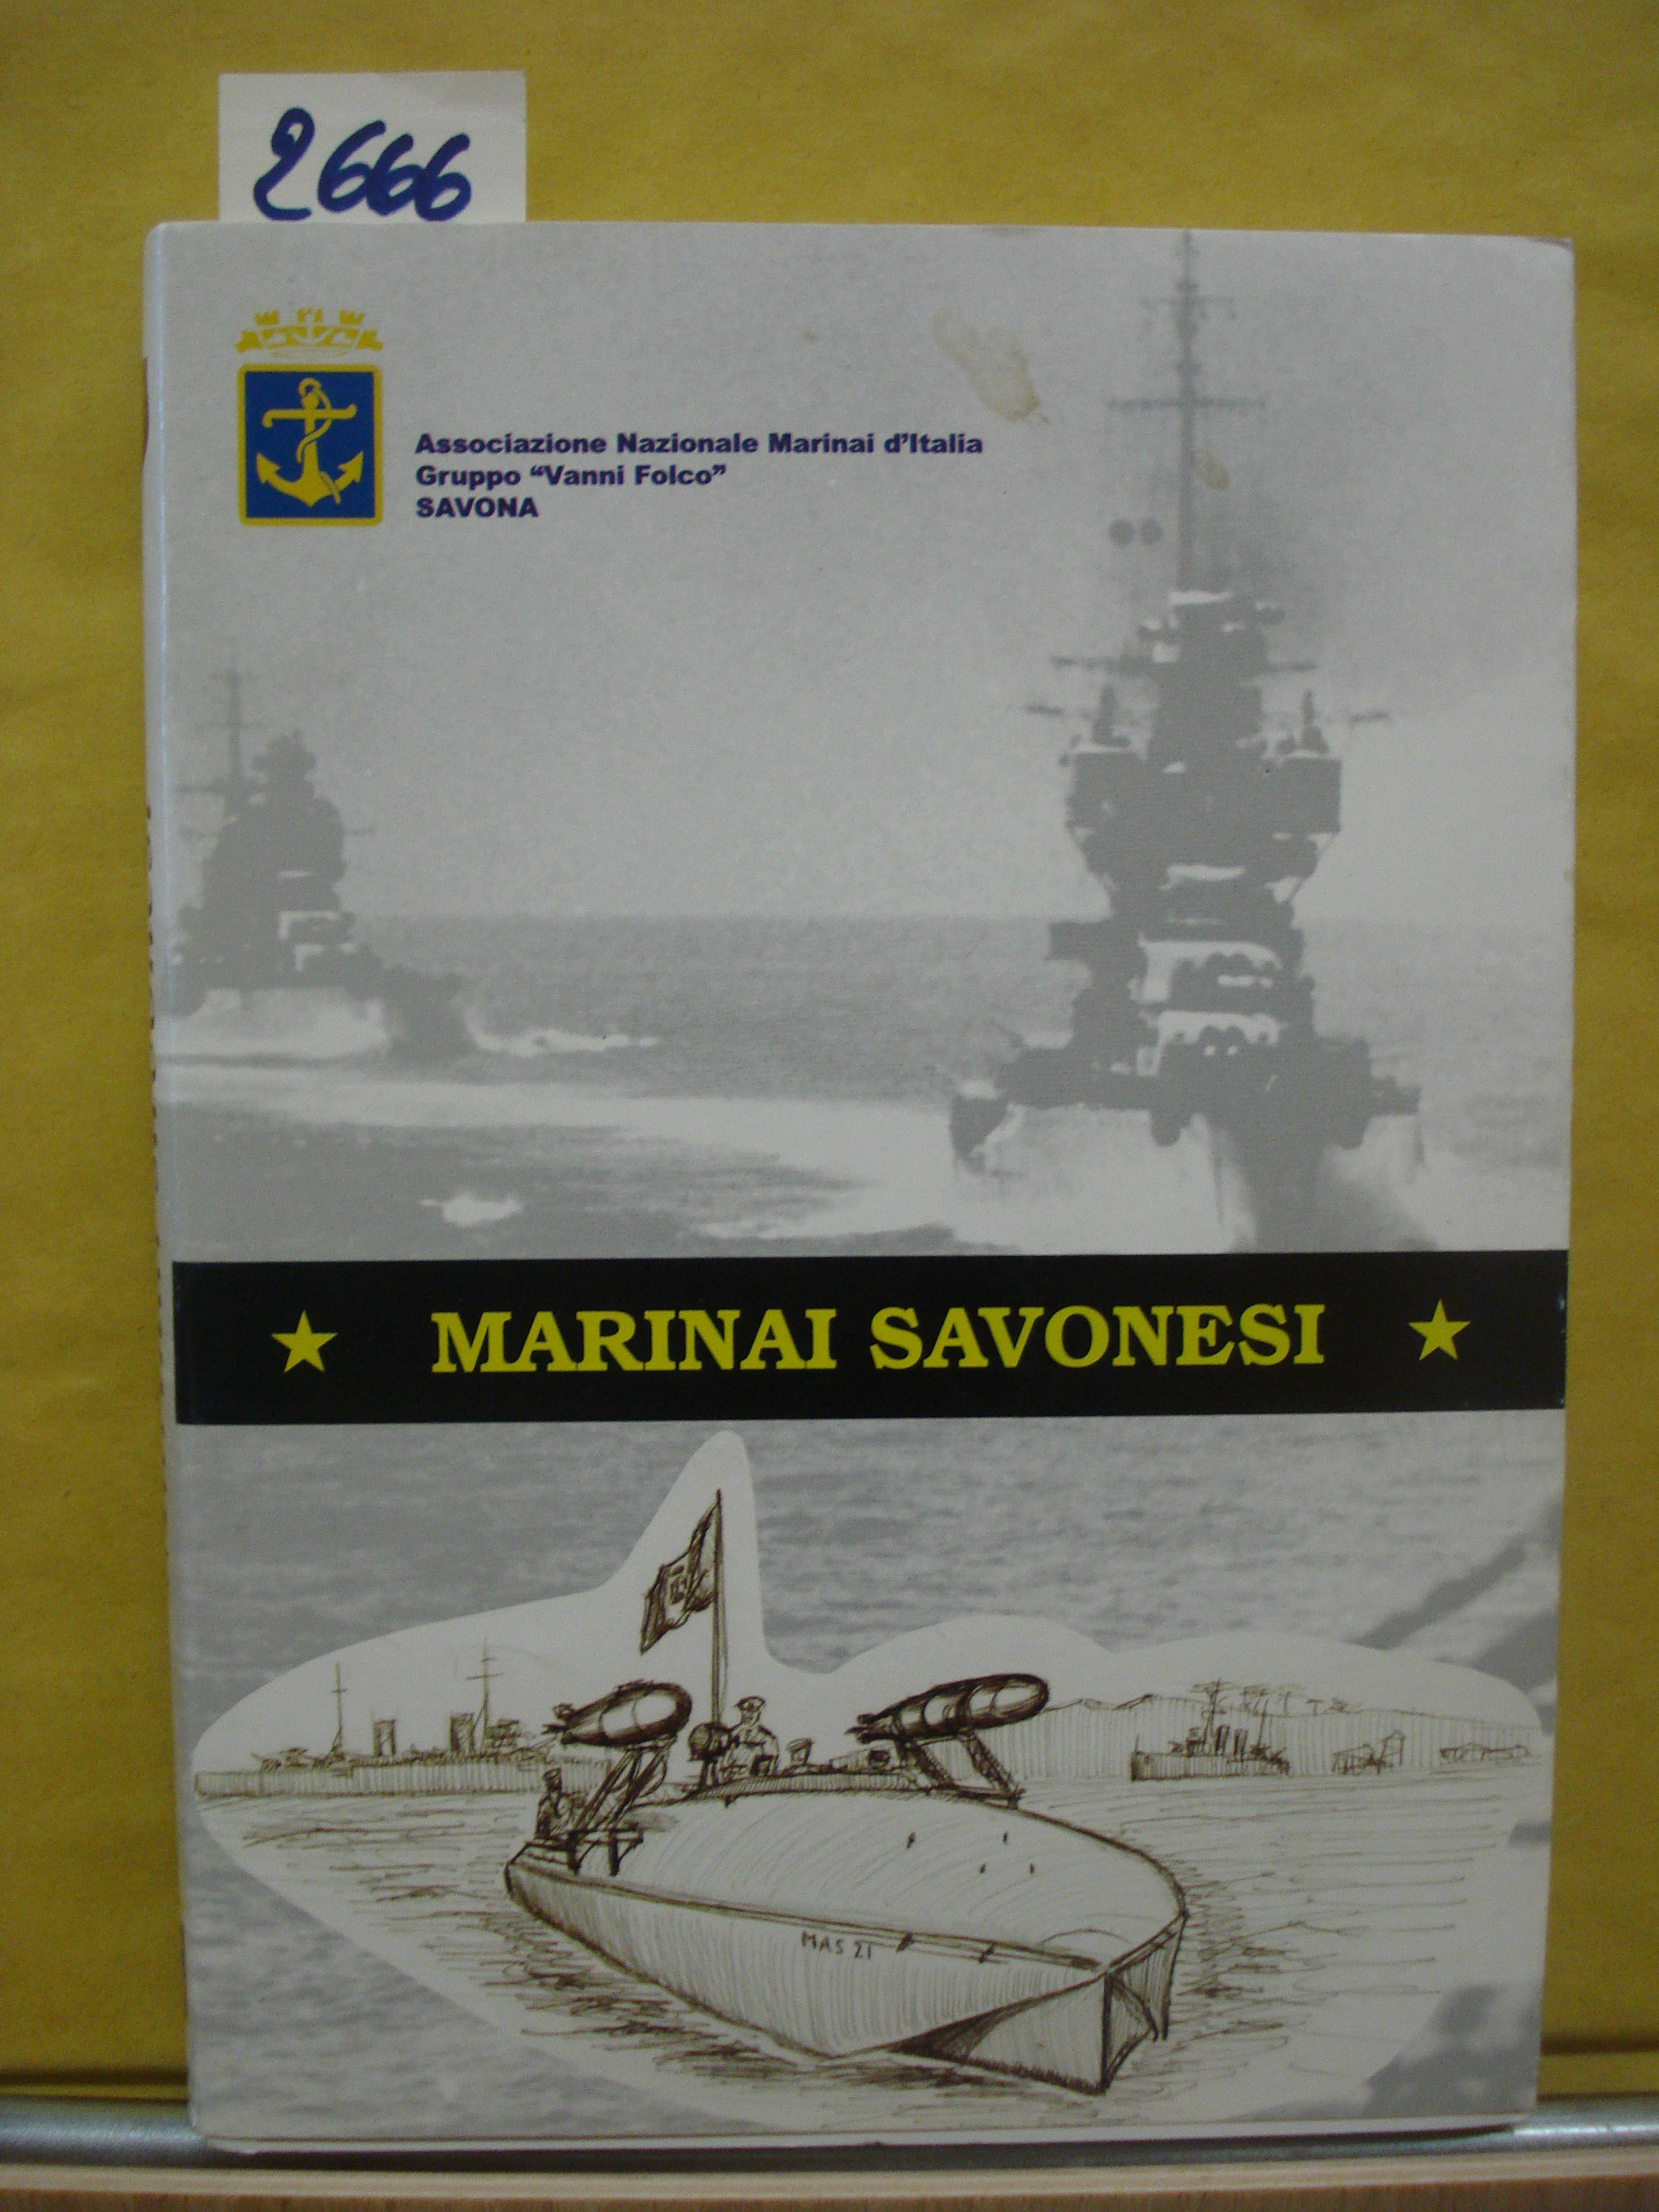 2666
Associazione Nazionale Marinai d'Italia
Gruppo “Vanni Folco”
SAVONA
★ MARINAI SAVONESI ★
MAS 21